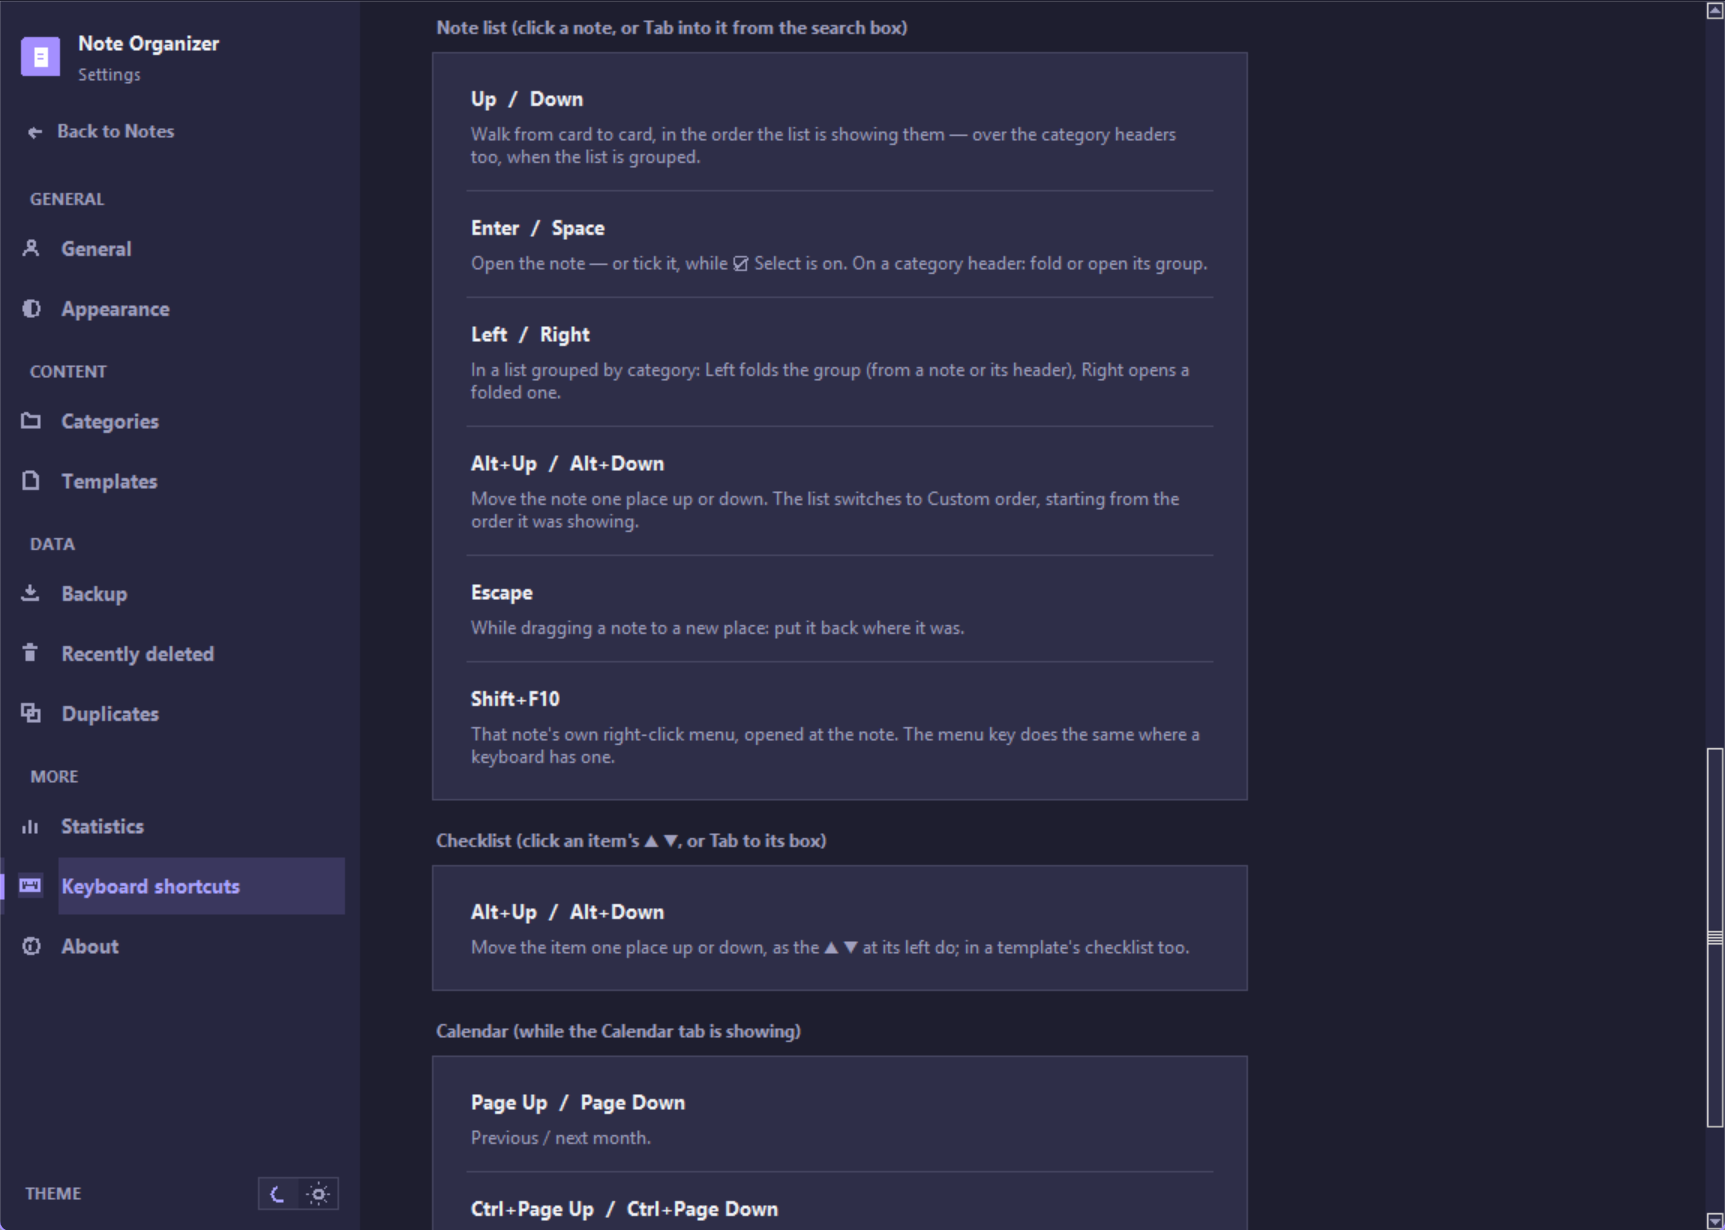 Note Organizer
Settings
Back to Notes
GENERAL
General
Appearance
CONTENT
Categories
Templates
DATA
Backup
Recently deleted
Duplicates
MORE
Statistics
Keyboard shortcuts
About
THEME
Note list (click a note, or Tab into it from the search box)
Up / Down
Walk from card to card, in the order the list is showing them — over the category headers
too, when the list is grouped.
Enter / Space
Open the note — or tick it, while ☑ Select is on. On a category header: fold or open its group.
Left / Right
In a list grouped by category: Left folds the group (from a note or its header), Right opens a
folded one.
Alt+Up / Alt+Down
Move the note one place up or down. The list switches to Custom order, starting from the
order it was showing.
Escape
While dragging a note to a new place: put it back where it was.
Shift+F10
That note's own right-click menu, opened at the note. The menu key does the same where a
keyboard has one.
Checklist (click an item's ▲ ▼, or Tab to its box)
Alt+Up / Alt+Down
Move the item one place up or down, as the ▲ ▼ at its left do; in a template's checklist too.
Calendar (while the Calendar tab is showing)
Page Up / Page Down
Previous / next month.
Ctrl+Page Up / Ctrl+Page Down